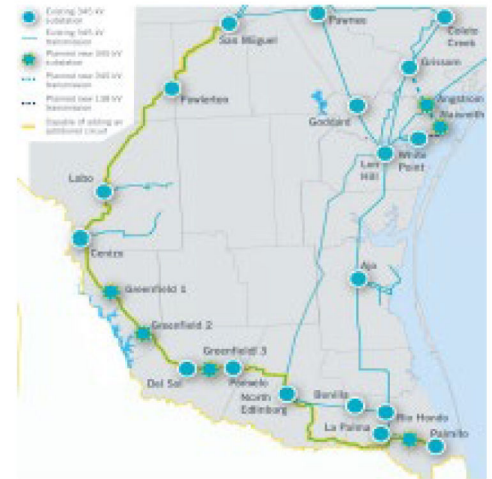 Existing 345 kV
substation
Existing 345 kV
transmission
Planned new 345 kV
substation
Planned new 345 kV
transmission
Planned new 138 kV
transmission
Capable of adding an
additional circuit
San Miguel
Pawnee
Coleto
Creek
Grissom
Fowlerton
Angstrom
Naismith
Goddard
Lon
Hill
White
Point
Lobo
Cenizo
Ajo
Greenfield 1
Greenfield 2
Greenfield 3
Del Sol
Pomelo
North
Edinburg
Bonilla
Rio Hondo
La Palma
Palmito